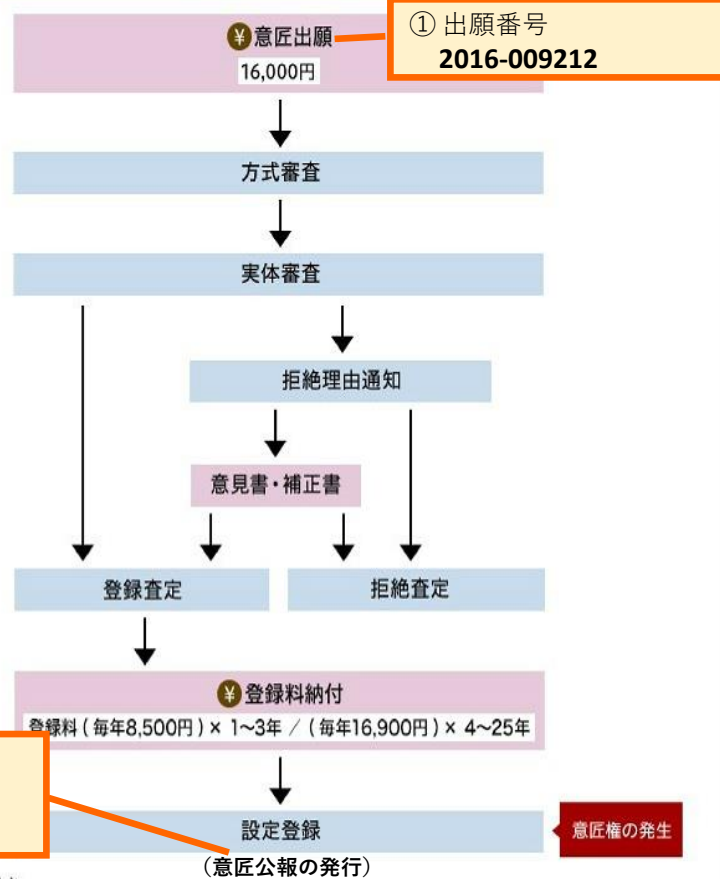 ¥意匠出願
16,000円
① 出願番号
2016-009212
方式審査
実体審査
拒絶理由通知
意見書・補正書
登録査定
拒絶査定
¥登録料納付
登録料(毎年8,500円)× 1~3年 / (毎年16,900円)× 4~25年
設定登録
意匠権の発生
(意匠公報の発行)